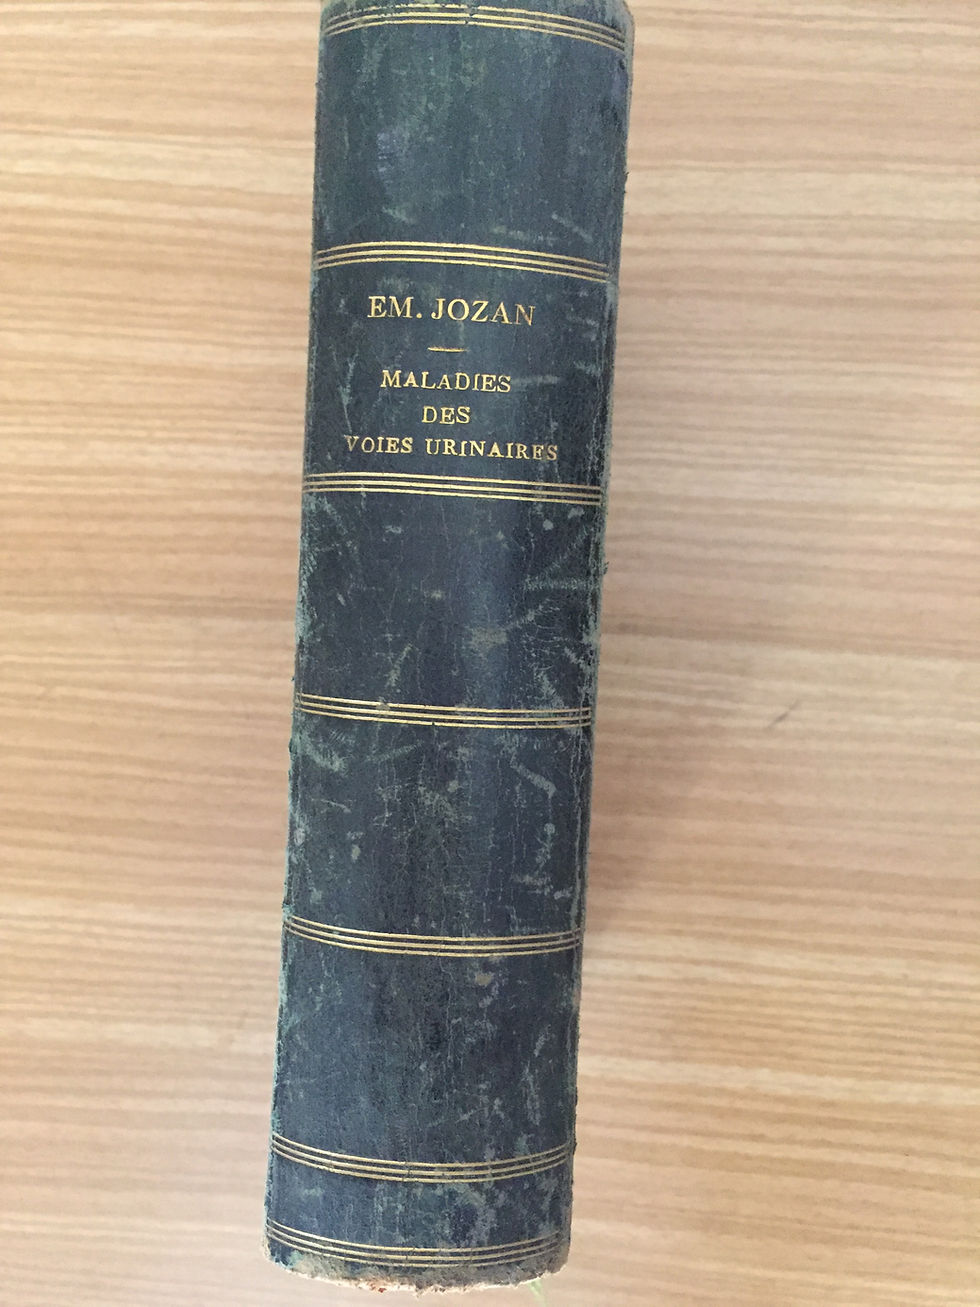 EM. JOZAN
MALADIES
DES
VOIES URINAIRES